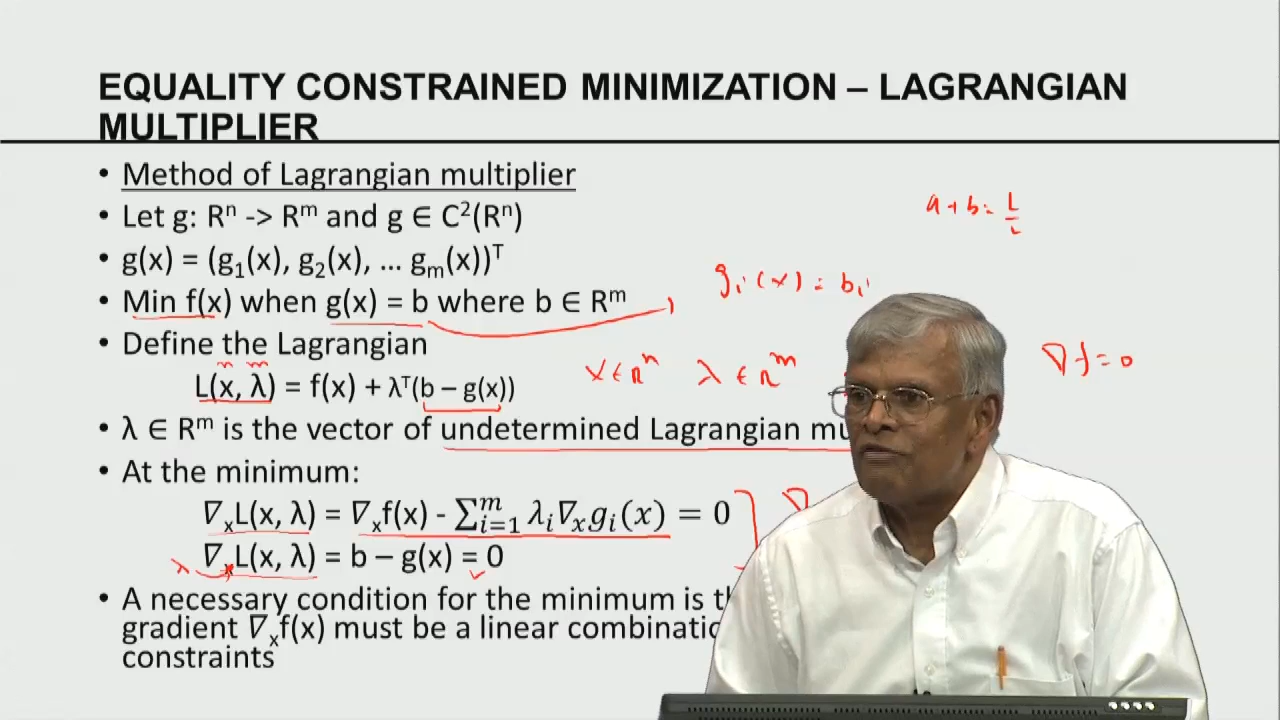 EQUALITY CONSTRAINED MINIMIZATION – LAGRANGIAN
MULTIPLIER
• Method of Lagrangian multiplier
• Let g: Rⁿ -> Rᵐ and g ∈ C²(Rⁿ)
a + b = L
• g(x) = (g₁(x), g₂(x), … gₘ(x))ᵀ
gᵢ(x) = bᵢ
• Min f(x) when g(x) = b where b ∈ Rᵐ
• Define the Lagrangian
n m
x ∈ Rⁿ λ ∈ Rᵐ
∇f = 0
L(x, λ) = f(x) + λᵀ(b – g(x))
• λ ∈ Rᵐ is the vector of undetermined Lagrangian
• At the minimum:
∇ₓL(x, λ) = ∇ₓf(x) - ∑ᵢ₌₁ᵐ λᵢ∇ₓgᵢ(x) = 0
∇
∇ₓL(x, λ) = b – g(x) = 0
λ
• A necessary condition for the minimum is
gradient ∇ₓf(x) must be a linear
constraints